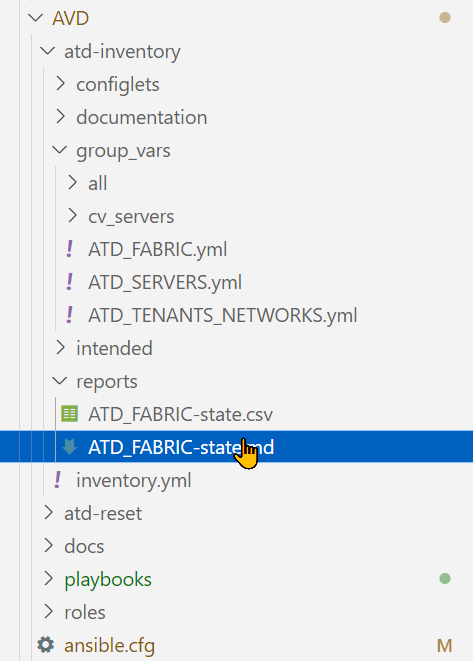 AVD
atd-inventory
configlets
documentation
group_vars
all
cv_servers
! ATD_FABRIC.yml
! ATD_SERVERS.yml
! ATD_TENANTS_NETWORKS.yml
intended
reports
ATD_FABRIC-state.csv
ATD_FABRIC-state.md
! inventory.yml
atd-reset
docs
playbooks
roles
ansible.cfg M